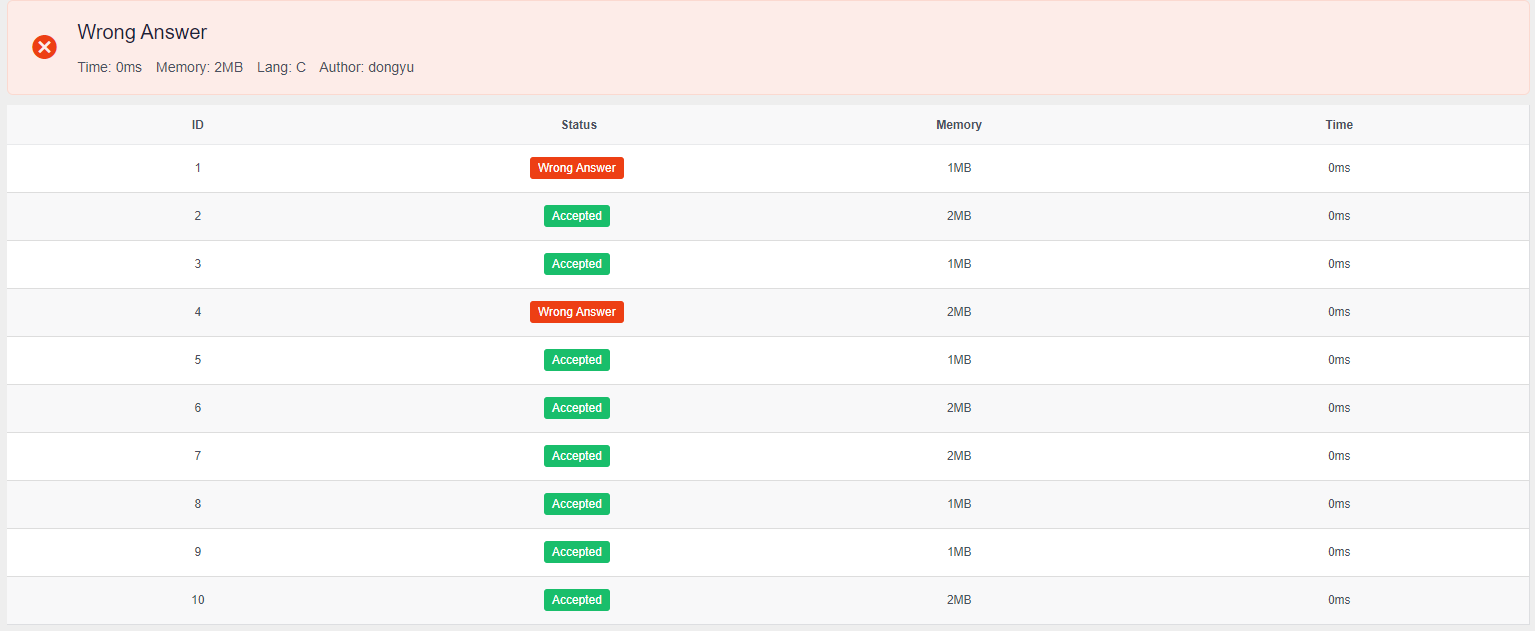 Wrong Answer
Time: 0ms Memory: 2MB Lang: C Author: dongyu
ID Status Memory Time
1 Wrong Answer 1MB 0ms
2 Accepted 2MB 0ms
3 Accepted 1MB 0ms
4 Wrong Answer 2MB 0ms
5 Accepted 1MB 0ms
6 Accepted 2MB 0ms
7 Accepted 2MB 0ms
8 Accepted 1MB 0ms
9 Accepted 1MB 0ms
10 Accepted 2MB 0ms